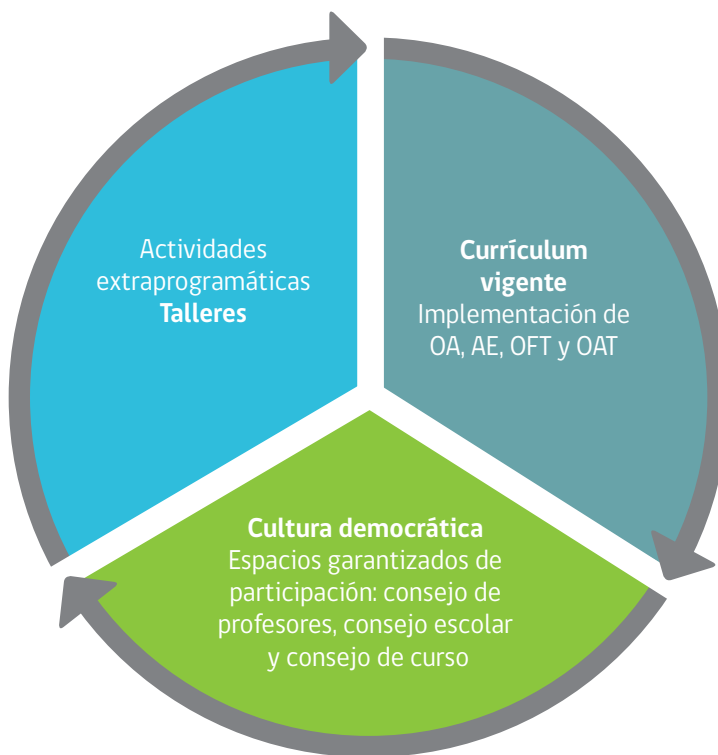 Actividades
extraprogramáticas
Talleres
Currículum
vigente
Implementación de
OA, AE, OFT y OAT
Cultura democrática
Espacios garantizados de
participación: consejo de
profesores, consejo escolar
y consejo de curso